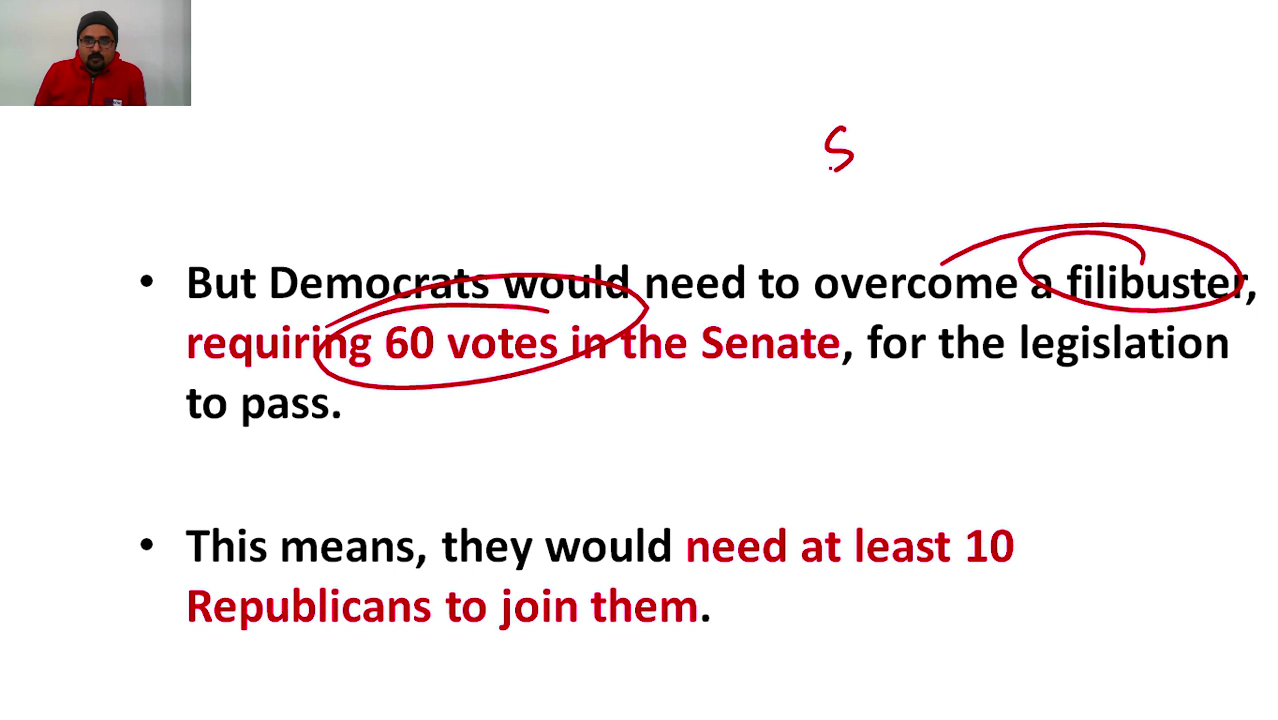 S
• But Democrats would need to overcome a filibuster,
requiring 60 votes in the Senate, for the legislation
to pass.
• This means, they would need at least 10
Republicans to join them.